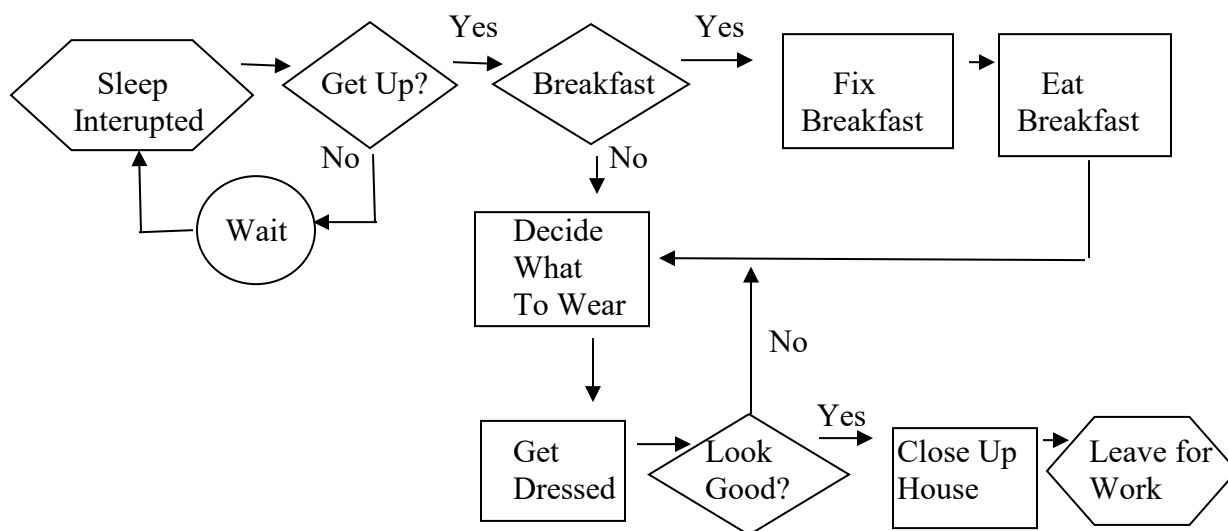 Yes
Yes
Sleep
Interupted
Get Up?
Breakfast
Fix
Breakfast
Eat
Breakfast
No
No
Wait
Decide
What
To Wear
No
Yes
Get
Dressed
Look
Good?
Close Up
House
Leave for
Work